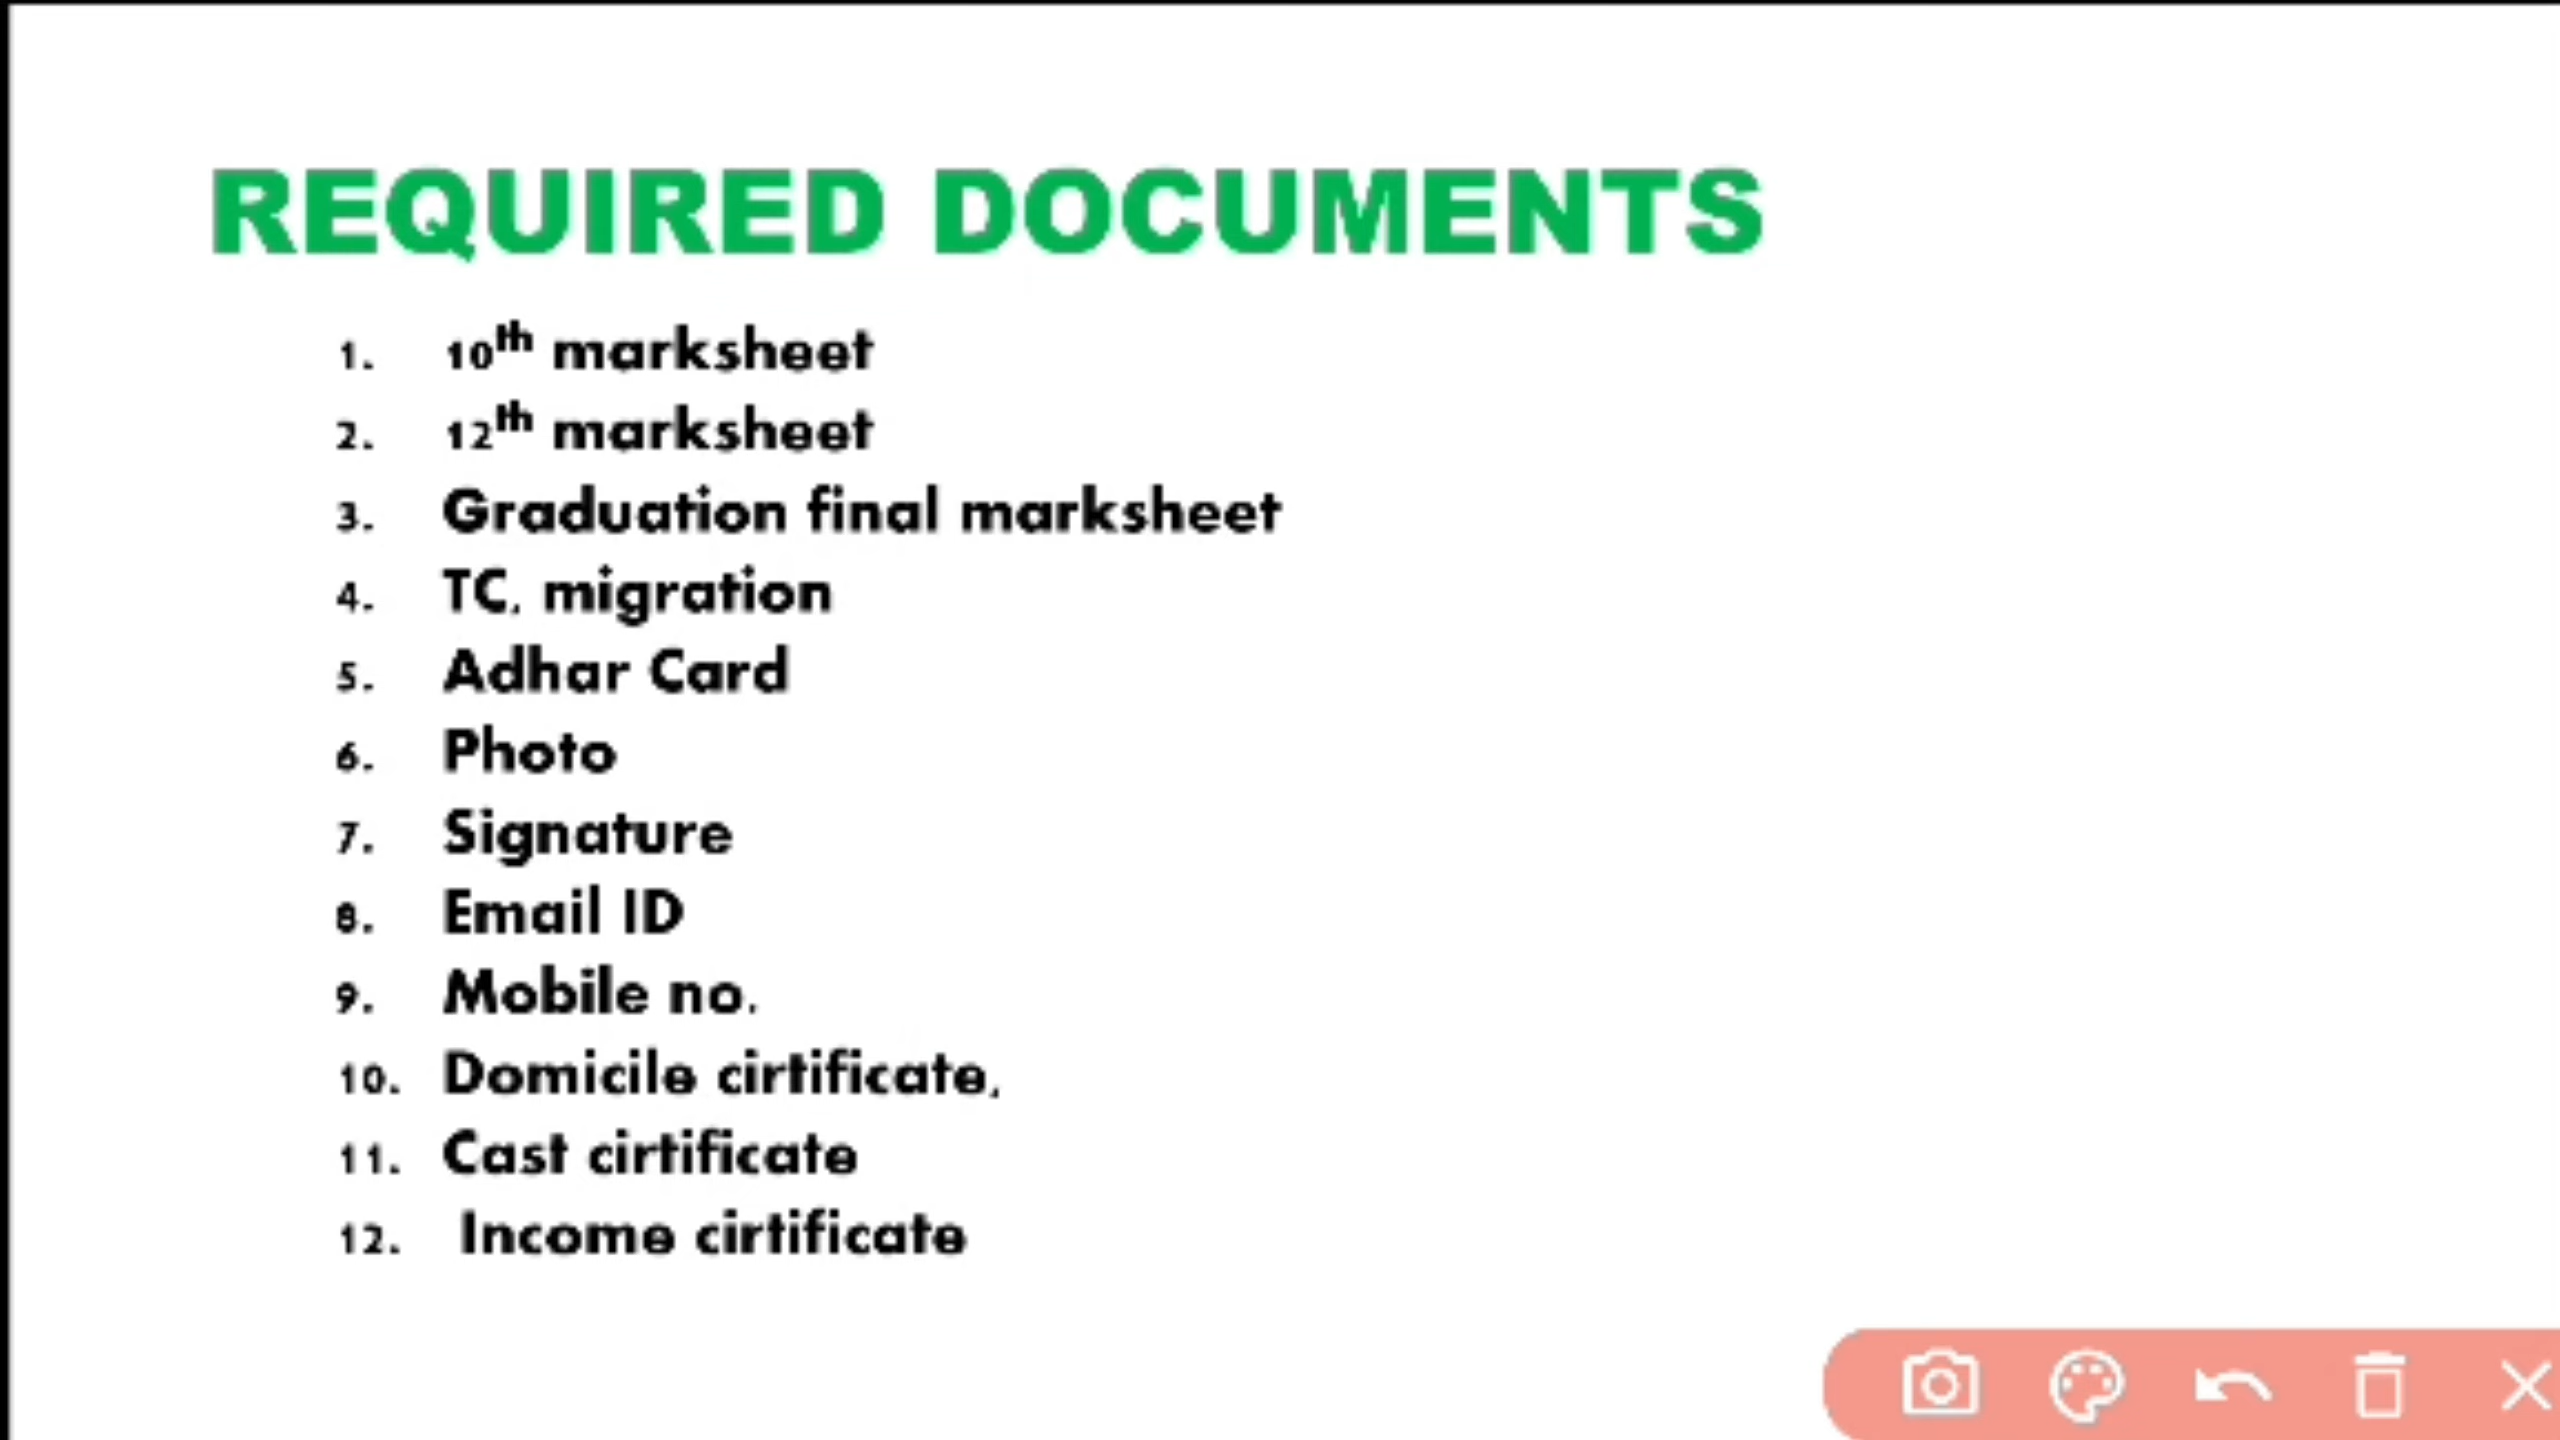 REQUIRED DOCUMENTS
1. 10th marksheet
2. 12th marksheet
3. Graduation final marksheet
4. TC. migration
5. Adhar Card
6. Photo
7. Signature
8. Email ID
9. Mobile no.
10. Domicile cirtificate,
11. Cast cirtificate
12. Income cirtificate